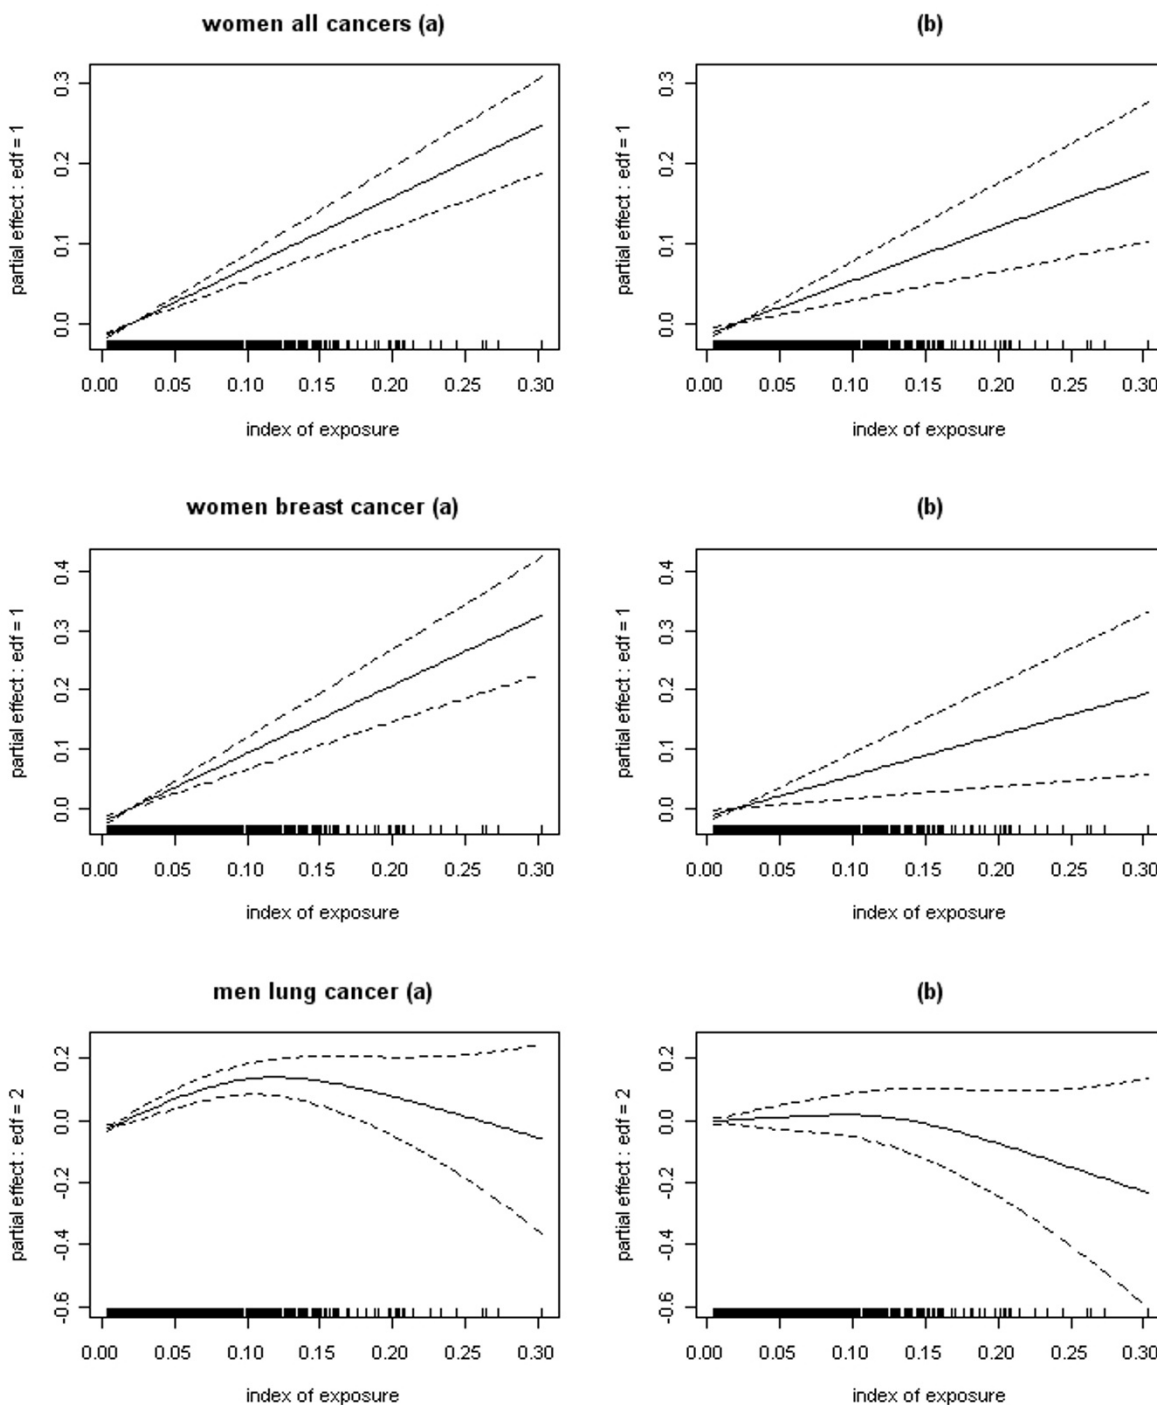 women all cancers (a)
(b)
partial effect : edf = 1
0.0 0.1 0.2 0.3
0.00 0.05 0.10 0.15 0.20 0.25 0.30
index of exposure
partial effect : edf = 1
0.0 0.1 0.2 0.3
0.00 0.05 0.10 0.15 0.20 0.25 0.30
index of exposure
women breast cancer (a)
(b)
partial effect : edf = 1
0.0 0.1 0.2 0.3 0.4
0.00 0.05 0.10 0.15 0.20 0.25 0.30
index of exposure
partial effect : edf = 1
0.0 0.1 0.2 0.3 0.4
0.00 0.05 0.10 0.15 0.20 0.25 0.30
index of exposure
men lung cancer (a)
(b)
partial effect : edf = 2
-0.6 -0.4 -0.2 0.0 0.2
0.00 0.05 0.10 0.15 0.20 0.25 0.30
index of exposure
partial effect : edf = 2
-0.6 -0.4 -0.2 0.0 0.2
0.00 0.05 0.10 0.15 0.20 0.25 0.30
index of exposure